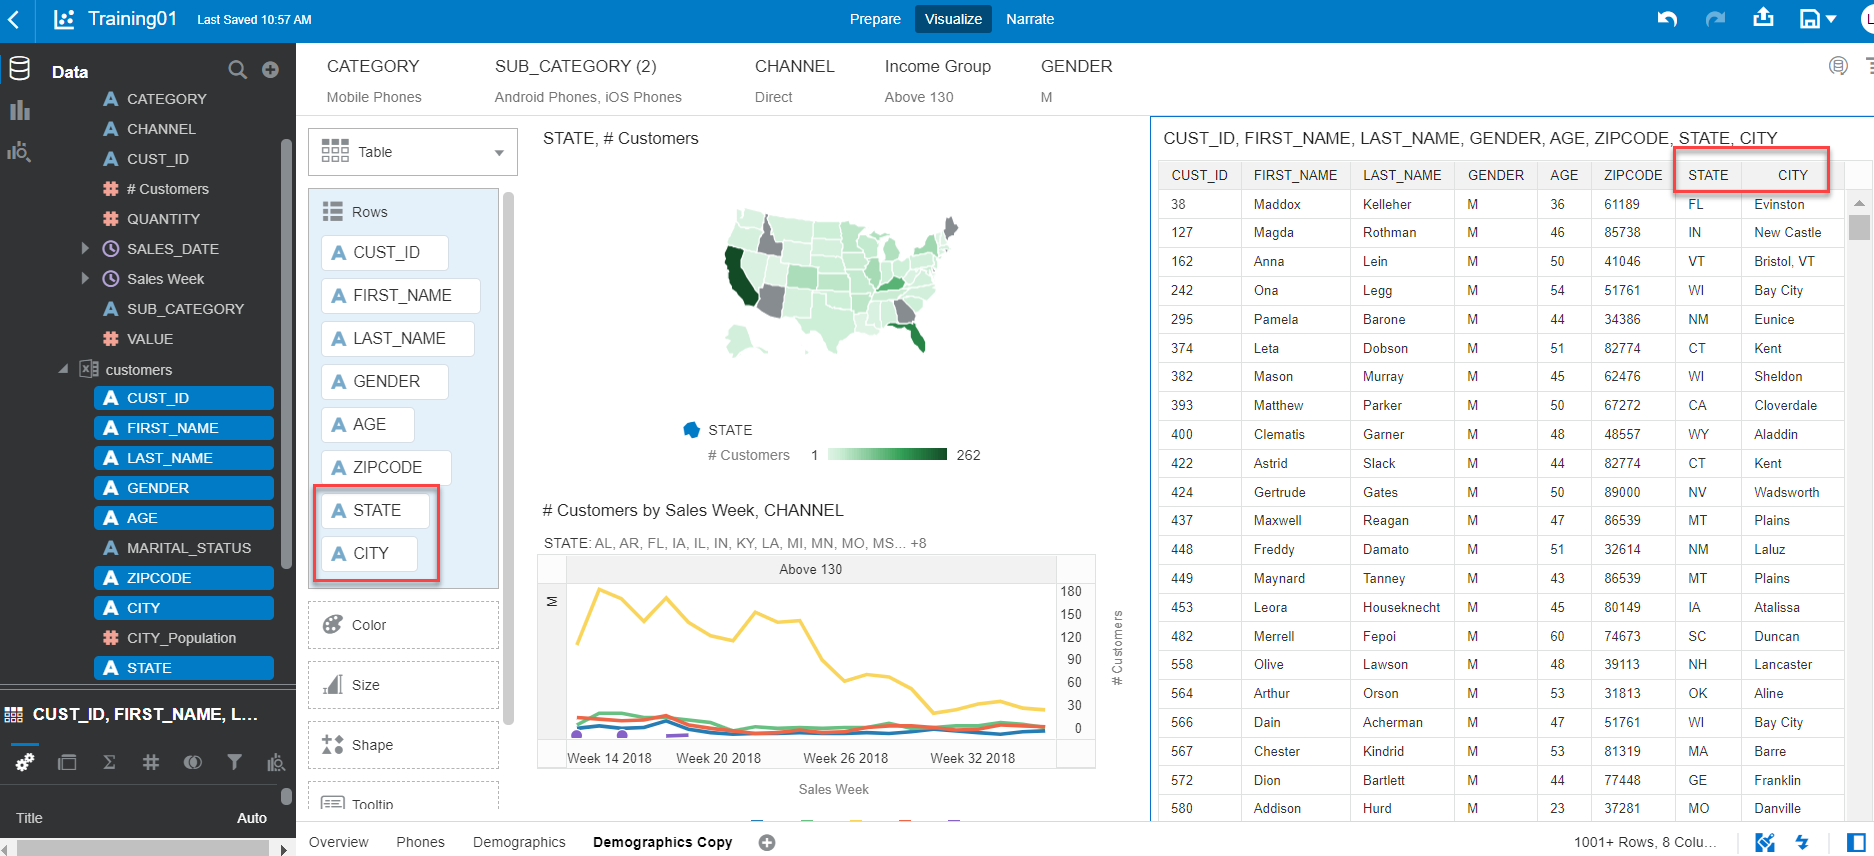 Training01
Last Saved 10:57 AM
Prepare
Visualize
Narrate
Data
CATEGORY
CHANNEL
CUST_ID
# Customers
QUANTITY
SALES_DATE
Sales Week
SUB_CATEGORY
VALUE
customers
CUST_ID
FIRST_NAME
LAST_NAME
GENDER
AGE
MARITAL_STATUS
ZIPCODE
CITY
CITY_Population
STATE
CUST_ID, FIRST_NAME, L...
Title Auto
CATEGORY
Mobile Phones
SUB_CATEGORY (2)
Android Phones, iOS Phones
CHANNEL
Direct
Income Group
Above 130
GENDER
M
Table
Rows
CUST_ID
FIRST_NAME
LAST_NAME
GENDER
AGE
ZIPCODE
STATE
CITY
Color
Size
Shape
Tooltip
STATE, # Customers
STATE
# Customers 1 262
# Customers by Sales Week, CHANNEL
STATE: AL, AR, FL, IA, IL, IN, KY, LA, MI, MN, MO, MS... +8
Above 130
M
180
150
120
90
60
30
0
# Customers
Week 14 2018 Week 20 2018 Week 26 2018 Week 32 2018
Sales Week
CUST_ID, FIRST_NAME, LAST_NAME, GENDER, AGE, ZIPCODE, STATE, CITY
CUST_ID FIRST_NAME LAST_NAME GENDER AGE ZIPCODE STATE CITY
38 Maddox Kelleher M 36 61189 FL Evinston
127 Magda Rothman M 46 85738 IN New Castle
162 Anna Lein M 50 41046 VT Bristol, VT
242 Ona Legg M 54 51761 WI Bay City
295 Pamela Barone M 44 34386 NM Eunice
374 Leta Dobson M 51 82774 CT Kent
382 Mason Murray M 45 62476 WI Sheldon
393 Matthew Parker M 50 67272 CA Cloverdale
400 Clematis Garner M 48 48557 WY Aladdin
422 Astrid Slack M 44 82774 CT Kent
424 Gertrude Gates M 50 89000 NV Wadsworth
437 Maxwell Reagan M 47 86539 MT Plains
448 Freddy Damato M 51 32614 NM Laluz
449 Maynard Tanney M 43 86539 MT Plains
453 Leora Houseknecht M 45 80149 IA Atalissa
482 Merrell Fepoi M 60 74673 SC Duncan
558 Olive Lawson M 48 39113 NH Lancaster
564 Arthur Orson M 53 31813 OK Aline
566 Dain Acherman M 47 51761 WI Bay City
567 Chester Kindrid M 53 81319 MA Barre
572 Dion Bartlett M 44 77448 GE Franklin
580 Addison Hurd M 23 37281 MO Danville
Overview
Phones
Demographics
Demographics Copy
1001+ Rows, 8 Colu...